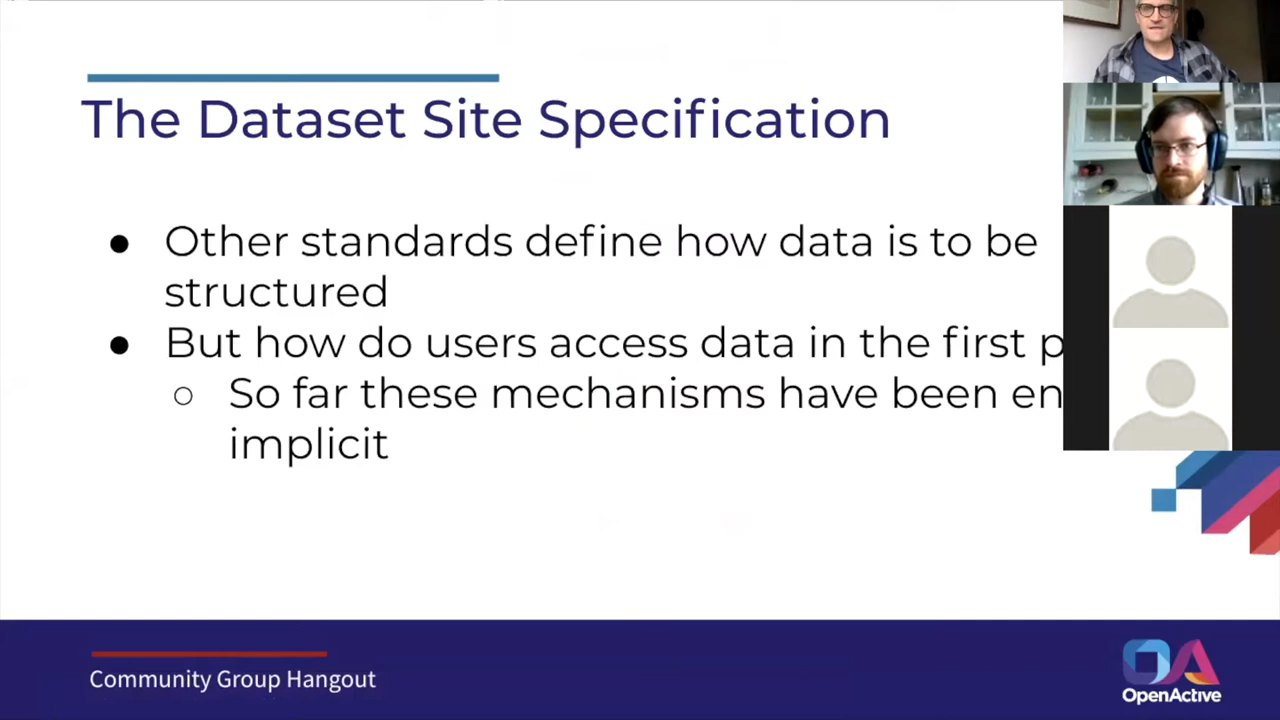 The Dataset Site Specification
● Other standards define how data is to be
structured
● But how do users access data in the first
○ So far these mechanisms have been
implicit
Community Group Hangout
OpenActive